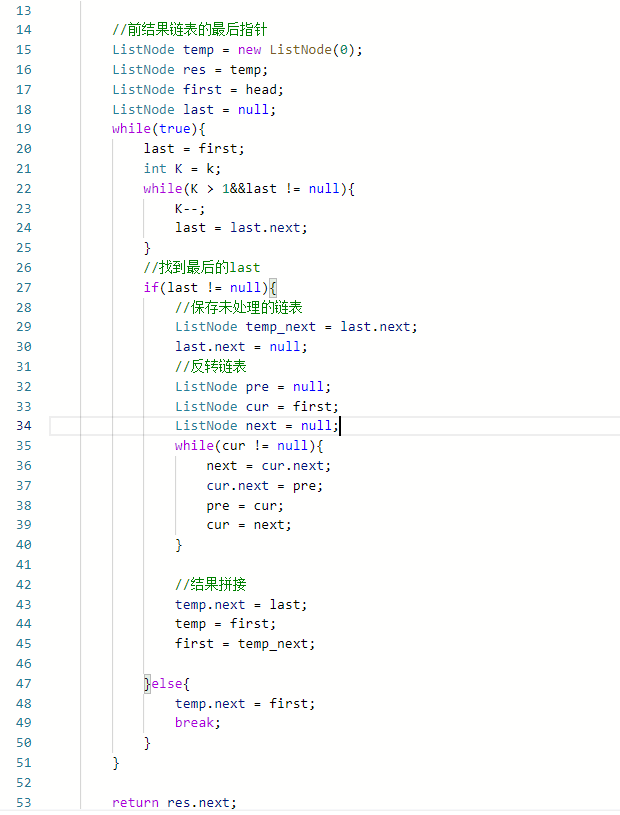 13
14 //前结果链表的最后指针
15 ListNode temp = new ListNode(0);
16 ListNode res = temp;
17 ListNode first = head;
18 ListNode last = null;
19 while(true){
20 last = first;
21 int K = k;
22 while(K > 1&&last != null){
23 K--;
24 last = last.next;
25 }
26 //找到最后的last
27 if(last != null){
28 //保存未处理的链表
29 ListNode temp_next = last.next;
30 last.next = null;
31 //反转链表
32 ListNode pre = null;
33 ListNode cur = first;
34 ListNode next = null;
35 while(cur != null){
36 next = cur.next;
37 cur.next = pre;
38 pre = cur;
39 cur = next;
40 }
41
42 //结果拼接
43 temp.next = last;
44 temp = first;
45 first = temp_next;
46
47 }else{
48 temp.next = first;
49 break;
50 }
51 }
52
53 return res.next;